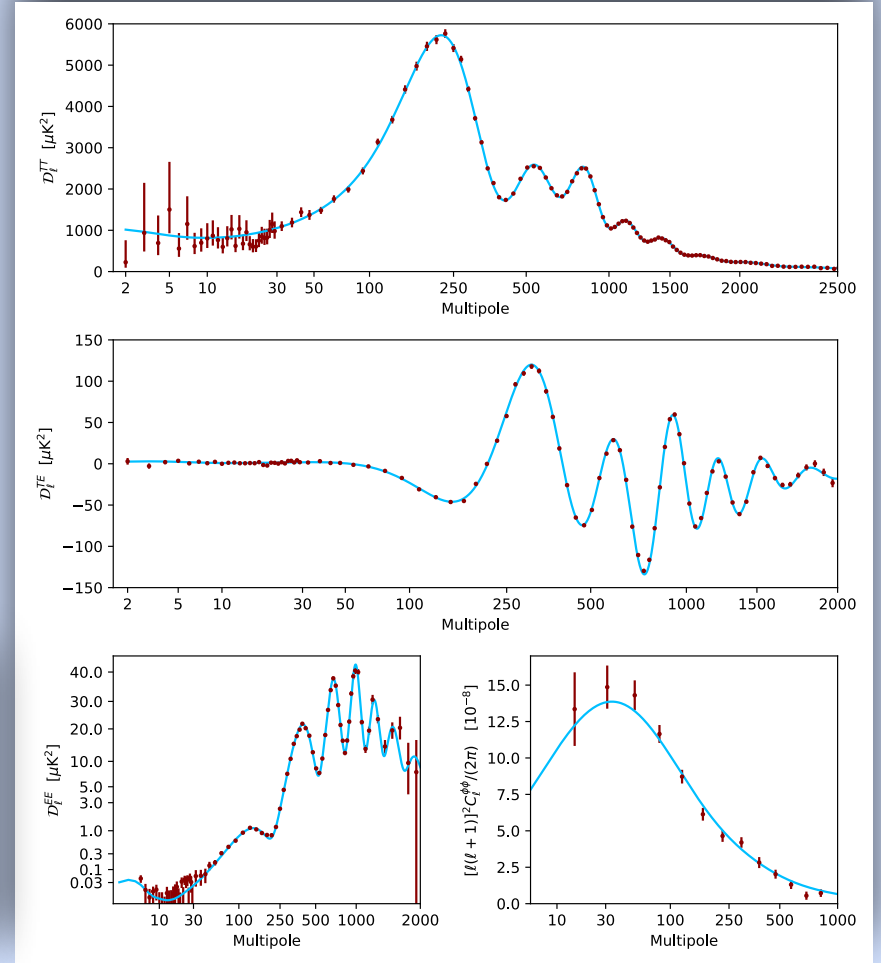 6000
5000
4000
3000
2000
1000
0
𝒟ℓ^TT [μK²]
2 5 10 30 50 100 250 500 1000 1500 2000 2500
Multipole
150
100
50
0
−50
−100
−150
𝒟ℓ^TE [μK²]
2 5 10 30 50 100 250 500 1000 1500 2000
Multipole
40.0
30.0
20.0
10.0
5.0
3.0
1.0
0.3
0.1
0.03
𝒟ℓ^EE [μK²]
10 30 100 250 500 1000 2000
Multipole
15.0
12.5
10.0
7.5
5.0
2.5
0.0
[ℓ(ℓ + 1)]²Cℓ^ϕϕ/(2π) [10⁻⁸]
10 30 100 250 500 1000
Multipole